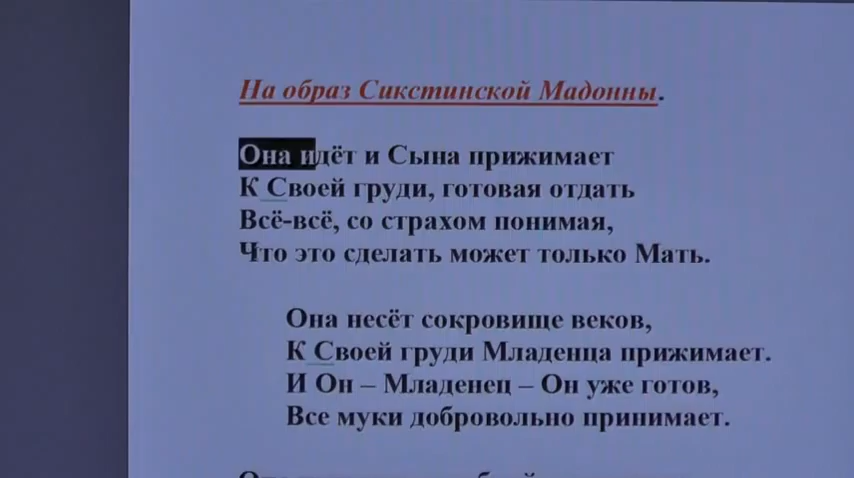 На образ Сикстинской Мадонны.
Она идёт и Сына прижимает
К Своей груди, готовая отдать
Всё-всё, со страхом понимая,
Что это сделать может только Мать.
Она несёт сокровище веков,
К Своей груди Младенца прижимает.
И Он – Младенец – Он уже готов,
Все муки добровольно принимает.